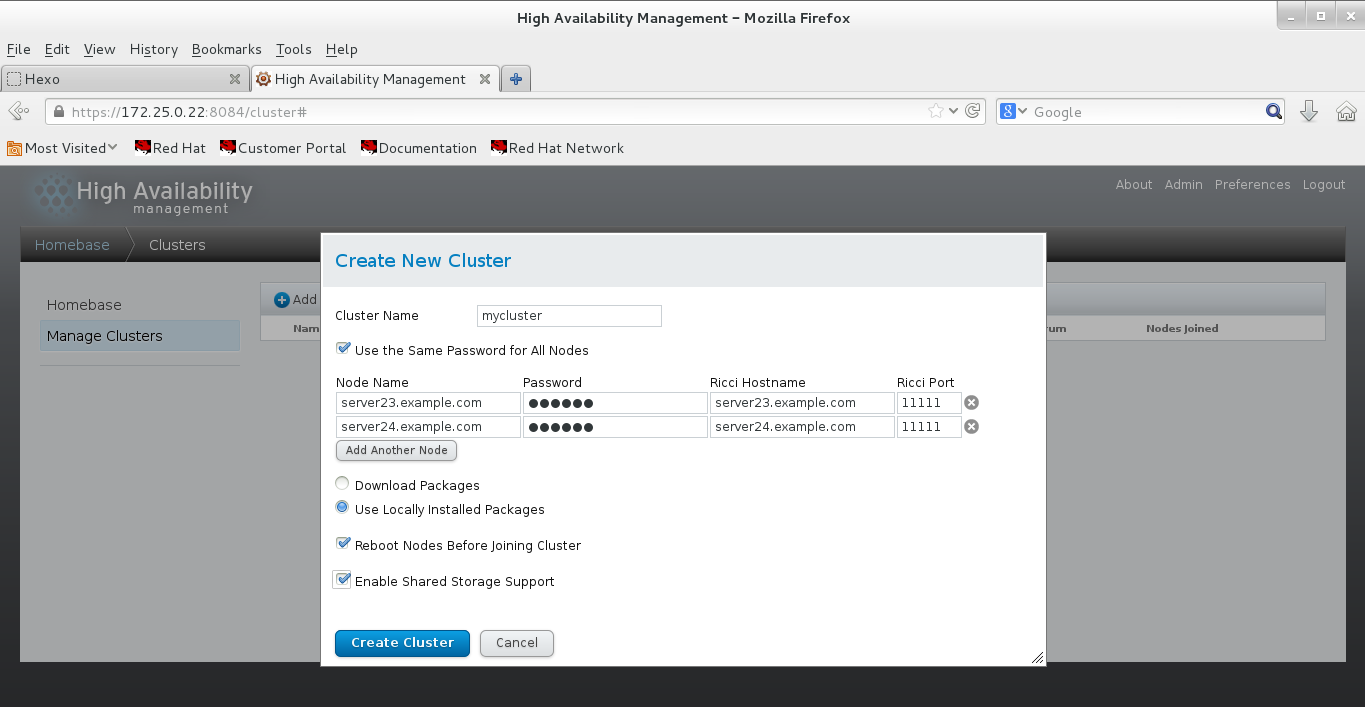 High Availability Management - Mozilla Firefox
File Edit View History Bookmarks Tools Help
Hexo High Availability Management
https://172.25.0.22:8084/cluster# Google
Most Visited Red Hat Customer Portal Documentation Red Hat Network
High Availability
management
About Admin Preferences Logout
Homebase Clusters
Create New Cluster
Homebase
Manage Clusters
Add
Nam rum Nodes Joined
Cluster Name mycluster
Use the Same Password for All Nodes
Node Name Password Ricci Hostname Ricci Port
server23.example.com ●●●●●● server23.example.com 11111
server24.example.com ●●●●●● server24.example.com 11111
Add Another Node
Download Packages
Use Locally Installed Packages
Reboot Nodes Before Joining Cluster
Enable Shared Storage Support
Create Cluster Cancel